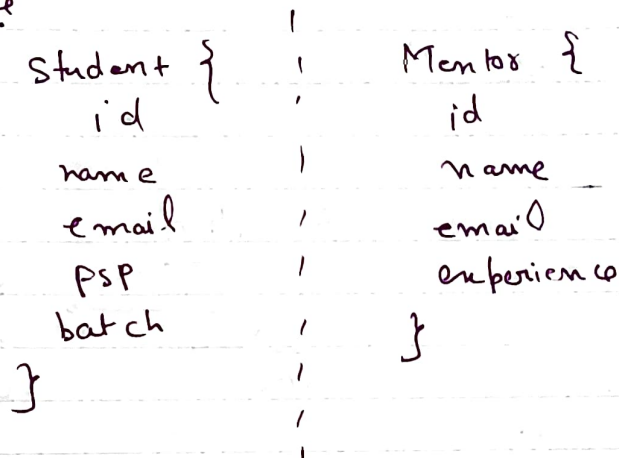 Student {
id
name
email
psp
batch
}
Mentor {
id
name
email
experience
}